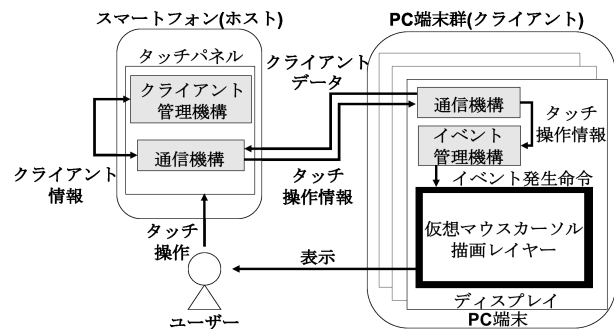 スマートフォン(ホスト)
タッチパネル
クライアント
管理機構
通信機構
クライアント
情報
タッチ
操作
ユーザー
クライアント
データ
タッチ
操作情報
表示
PC端末群(クライアント)
通信機構
タッチ
操作情報
イベント
管理機構
イベント発生命令
仮想マウスカーソル
描画レイヤー
ディスプレイ
PC端末